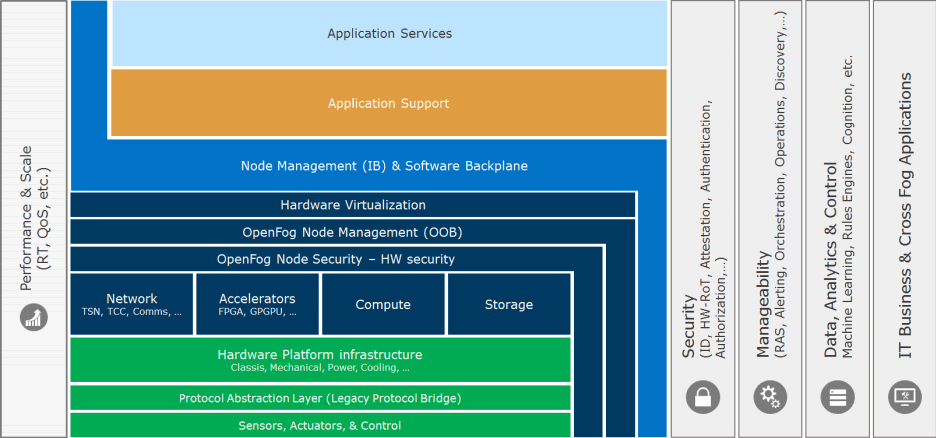 Performance & Scale
(RT, QoS, etc.)
Application Services
Application Support
Node Management (IB) & Software Backplane
Hardware Virtualization
OpenFog Node Management (OOB)
OpenFog Node Security – HW security
Network
TSN, TCC, Comms, ...
Accelerators
FPGA, GPGPU, ...
Compute
Storage
Hardware Platform infrastructure
Classis, Mechanical, Power, Cooling, ...
Protocol Abstraction Layer (Legacy Protocol Bridge)
Sensors, Actuators, & Control
Security
(ID, HW-RoT, Attestation, Authentication,
Authorization,...)
Manageability
(RAS, Alerting, Orchestration, Operations, Discovery,...)
Data, Analytics & Control
Machine Learning, Rules Engines, Cognition, etc.
IT Business & Cross Fog Applications